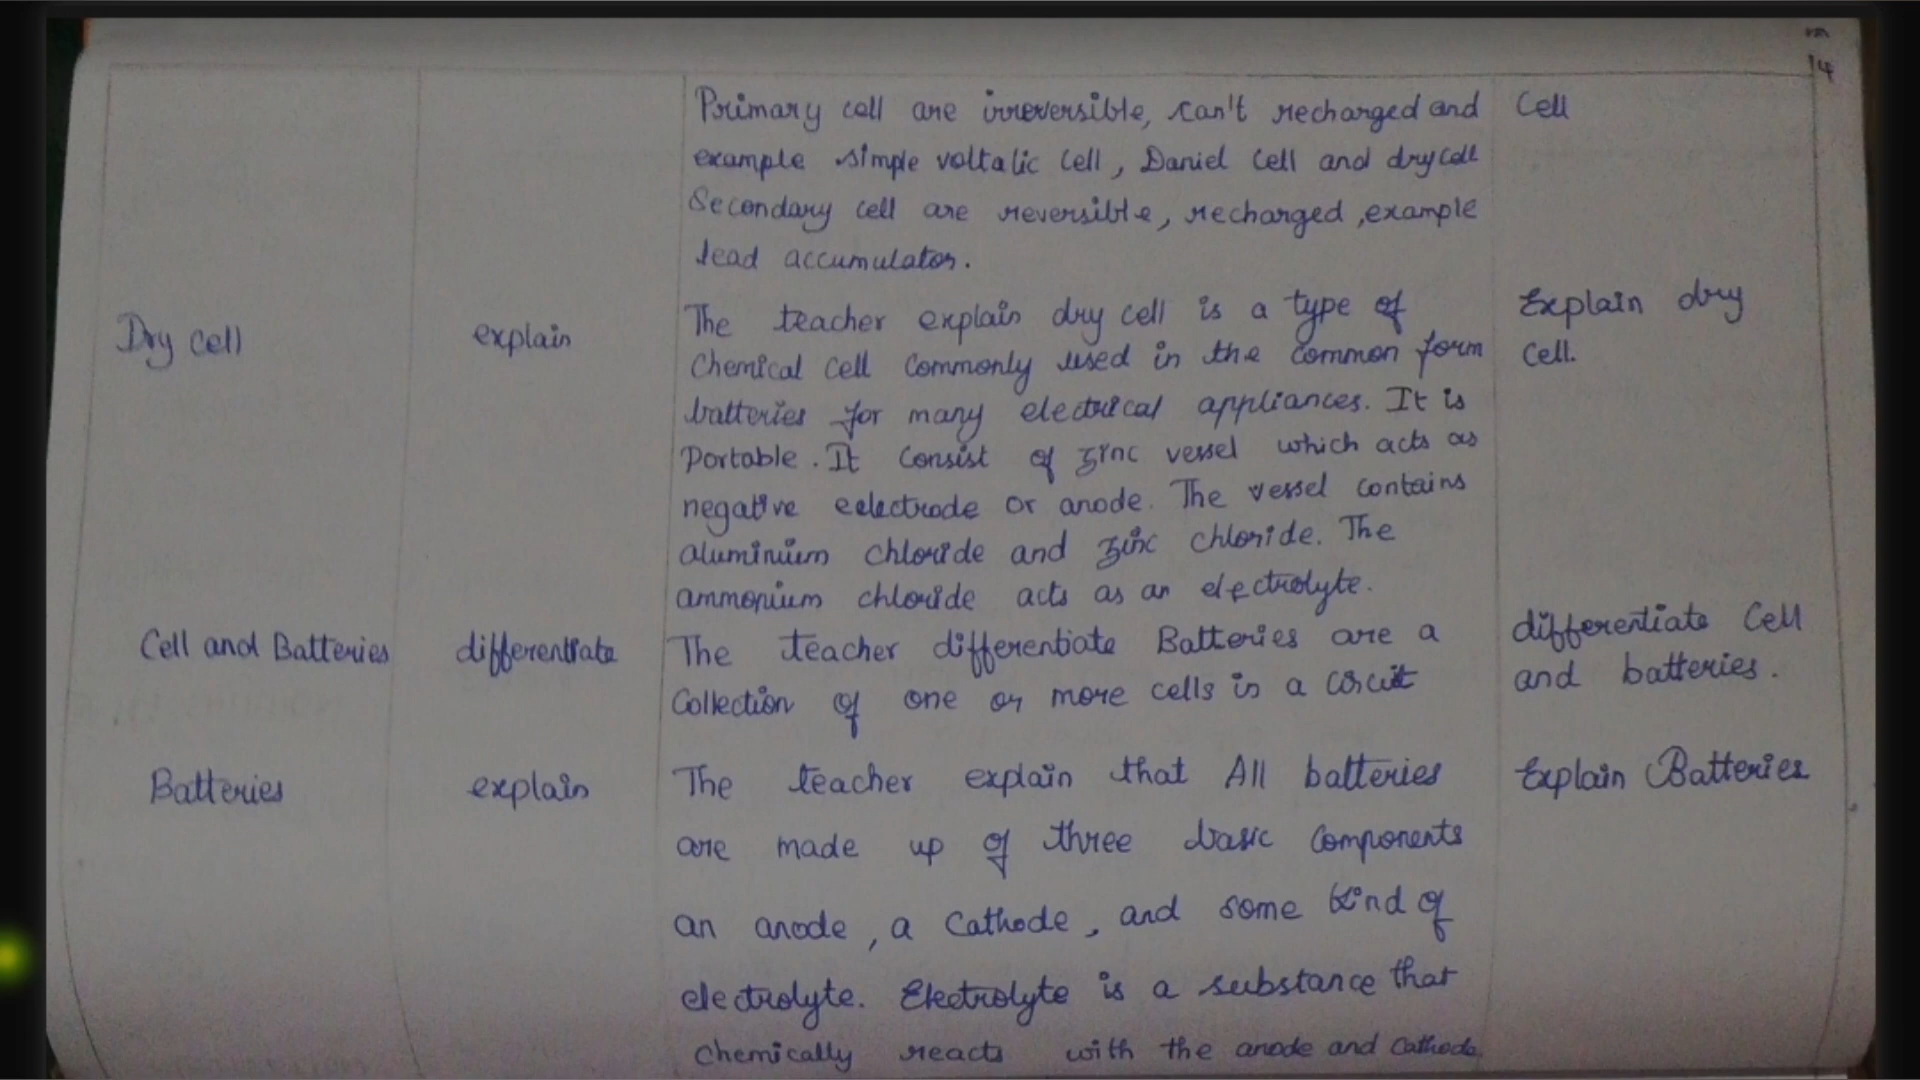 14
Primary cell are irreversible, can't recharged and
Cell
example simple voltalic cell, Daniel cell and dry cell
Secondary cell are reversible, recharged, example
lead accumulator.
Dry cell
explain
The teacher explain dry cell is a type of
Explain dry
Chemical cell commonly used in the common form
cell.
batteries for many electrical appliances. It is
Portable. It consist of zinc vessel which acts as
negative eelectrode or anode. The vessel contains
aluminium chloride and zinc chloride. The
ammonium chloride acts as an electrolyte.
Cell and Batteries
differentiate
The teacher differentiate Batteries are a
differentiate Cell
Collection of one or more cells is a circuit
and batteries.
Batteries
explain
The teacher explain that All batteries
Explain Batteries
are made up of three basic components
an anode, a Cathode, and some kind of
electrolyte. Electrolyte is a substance that
chemically reacts with the anode and cathode